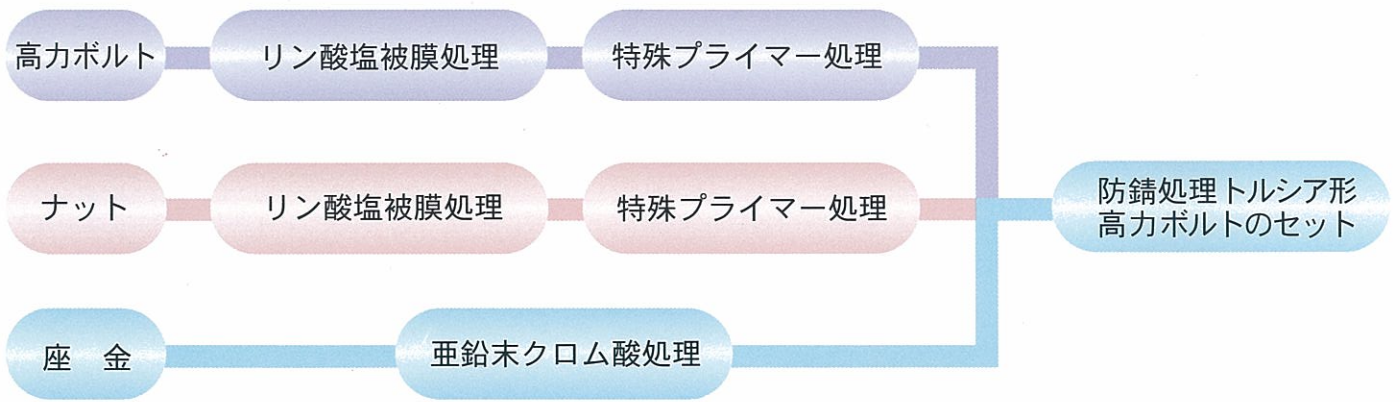 高力ボルト
リン酸塩被膜処理
特殊プライマー処理
ナット
リン酸塩被膜処理
特殊プライマー処理
防錆処理トルシア形
高力ボルトのセット
座　金
亜鉛末クロム酸処理